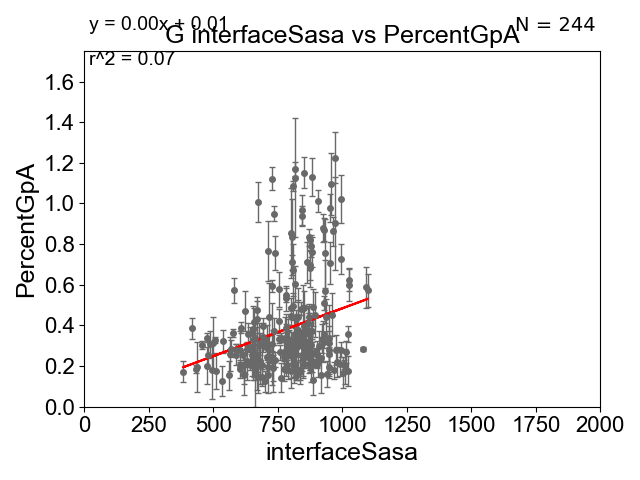 y = 0.00x + 0.01
N = 244
G interfaceSasa vs PercentGpA
r^2 = 0.07
1.6
1.4
1.2
1.0
0.8
0.6
0.4
0.2
0.0
PercentGpA
0 250 500 750 1000 1250 1500 1750 2000
interfaceSasa